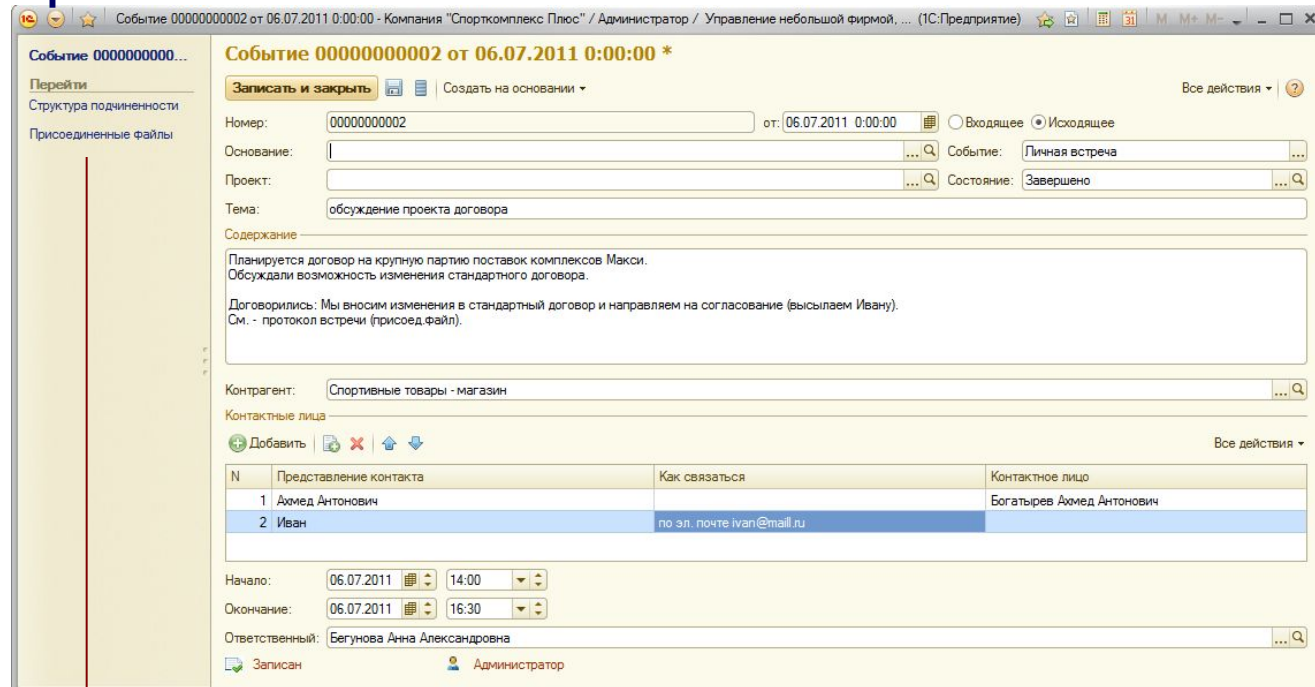 Событие 00000000002 от 06.07.2011 0:00:00 - Компания "Спорткомплекс Плюс" / Администратор / Управление небольшой фирмой, ... (1С:Предприятие) 31 M M+ M-
Событие 0000000000...
Перейти
Структура подчиненности
Присоединенные файлы
Событие 00000000002 от 06.07.2011 0:00:00 *
Записать и закрыть Создать на основании Все действия ?
Номер: 00000000002 от: 06.07.2011 0:00:00 Входящее Исходящее
Основание: ... Событие: Личная встреча ...
Проект: ... Состояние: Завершено ...
Тема: обсуждение проекта договора
Содержание
Планируется договор на крупную партию поставок комплексов Макси.
Обсуждали возможность изменения стандартного договора.
Договорились: Мы вносим изменения в стандартный договор и направляем на согласование (высылаем Ивану).
См. - протокол встречи (присоед.файл).
Контрагент: Спортивные товары - магазин ...
Контактные лица
Добавить Все действия
N Представление контакта Как связаться Контактное лицо
1 Ахмед Антонович Богатырев Ахмед Антонович
2 Иван по эл. почте ivan@maill.ru
Начало: 06.07.2011 14:00
Окончание: 06.07.2011 16:30
Ответственный: Бегунова Анна Александровна ...
Записан Администратор